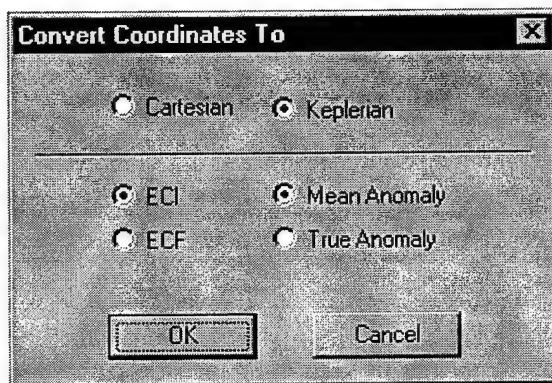 Convert Coordinates To
Cartesian Keplerian
ECI Mean Anomaly
ECF True Anomaly
OK Cancel